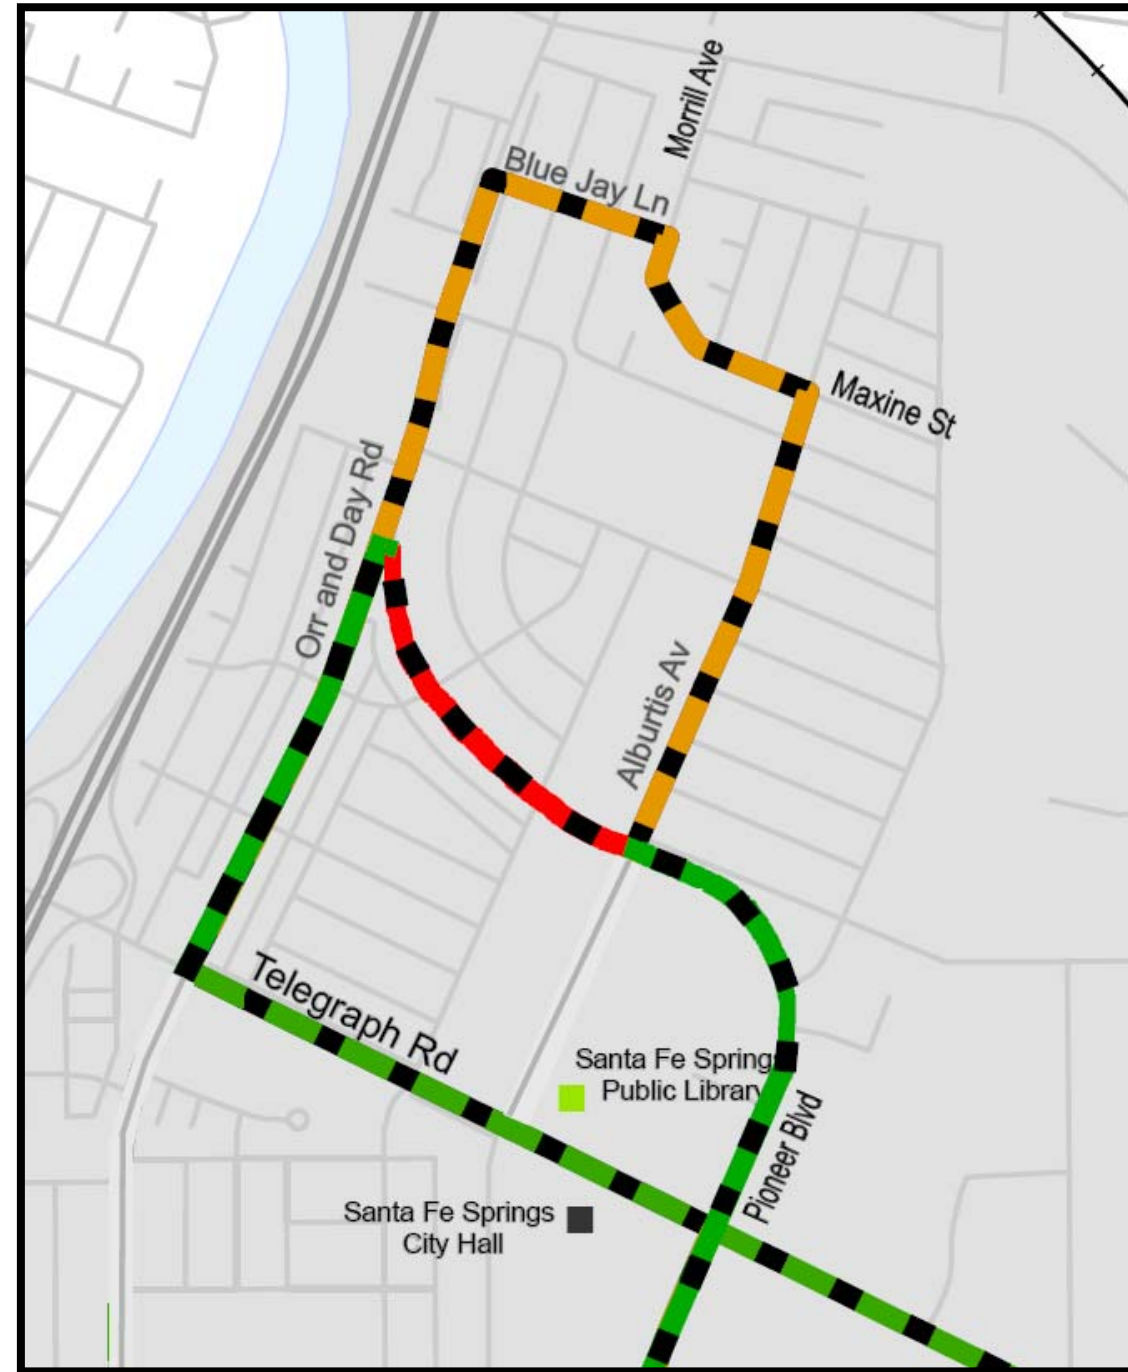 Morrill Ave
Blue Jay Ln
Maxine St
Orr and Day Rd
Alburtis Av
Telegraph Rd
Santa Fe Springs
Public Library
Pioneer Blvd
Santa Fe Springs
City Hall